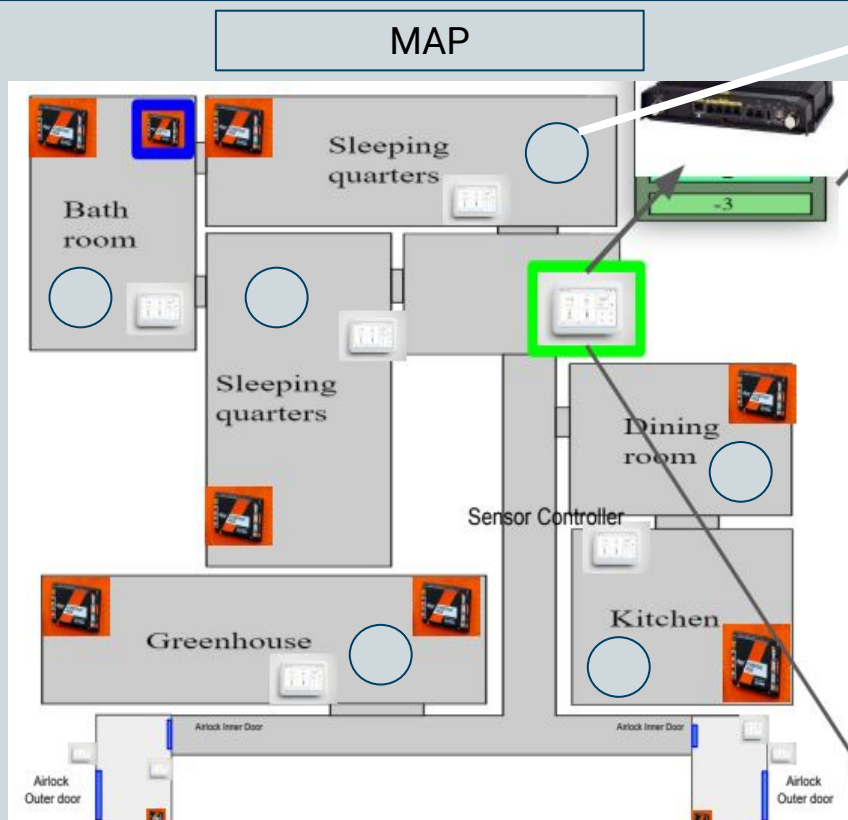 MAP
Sleeping
quarters
-3
Bath
room
Sleeping
quarters
Dining
room
Sensor Controller
Greenhouse
Kitchen
Airlock Inner Door
Airlock Inner Door
Airlock
Outer door
Airlock
Outer door